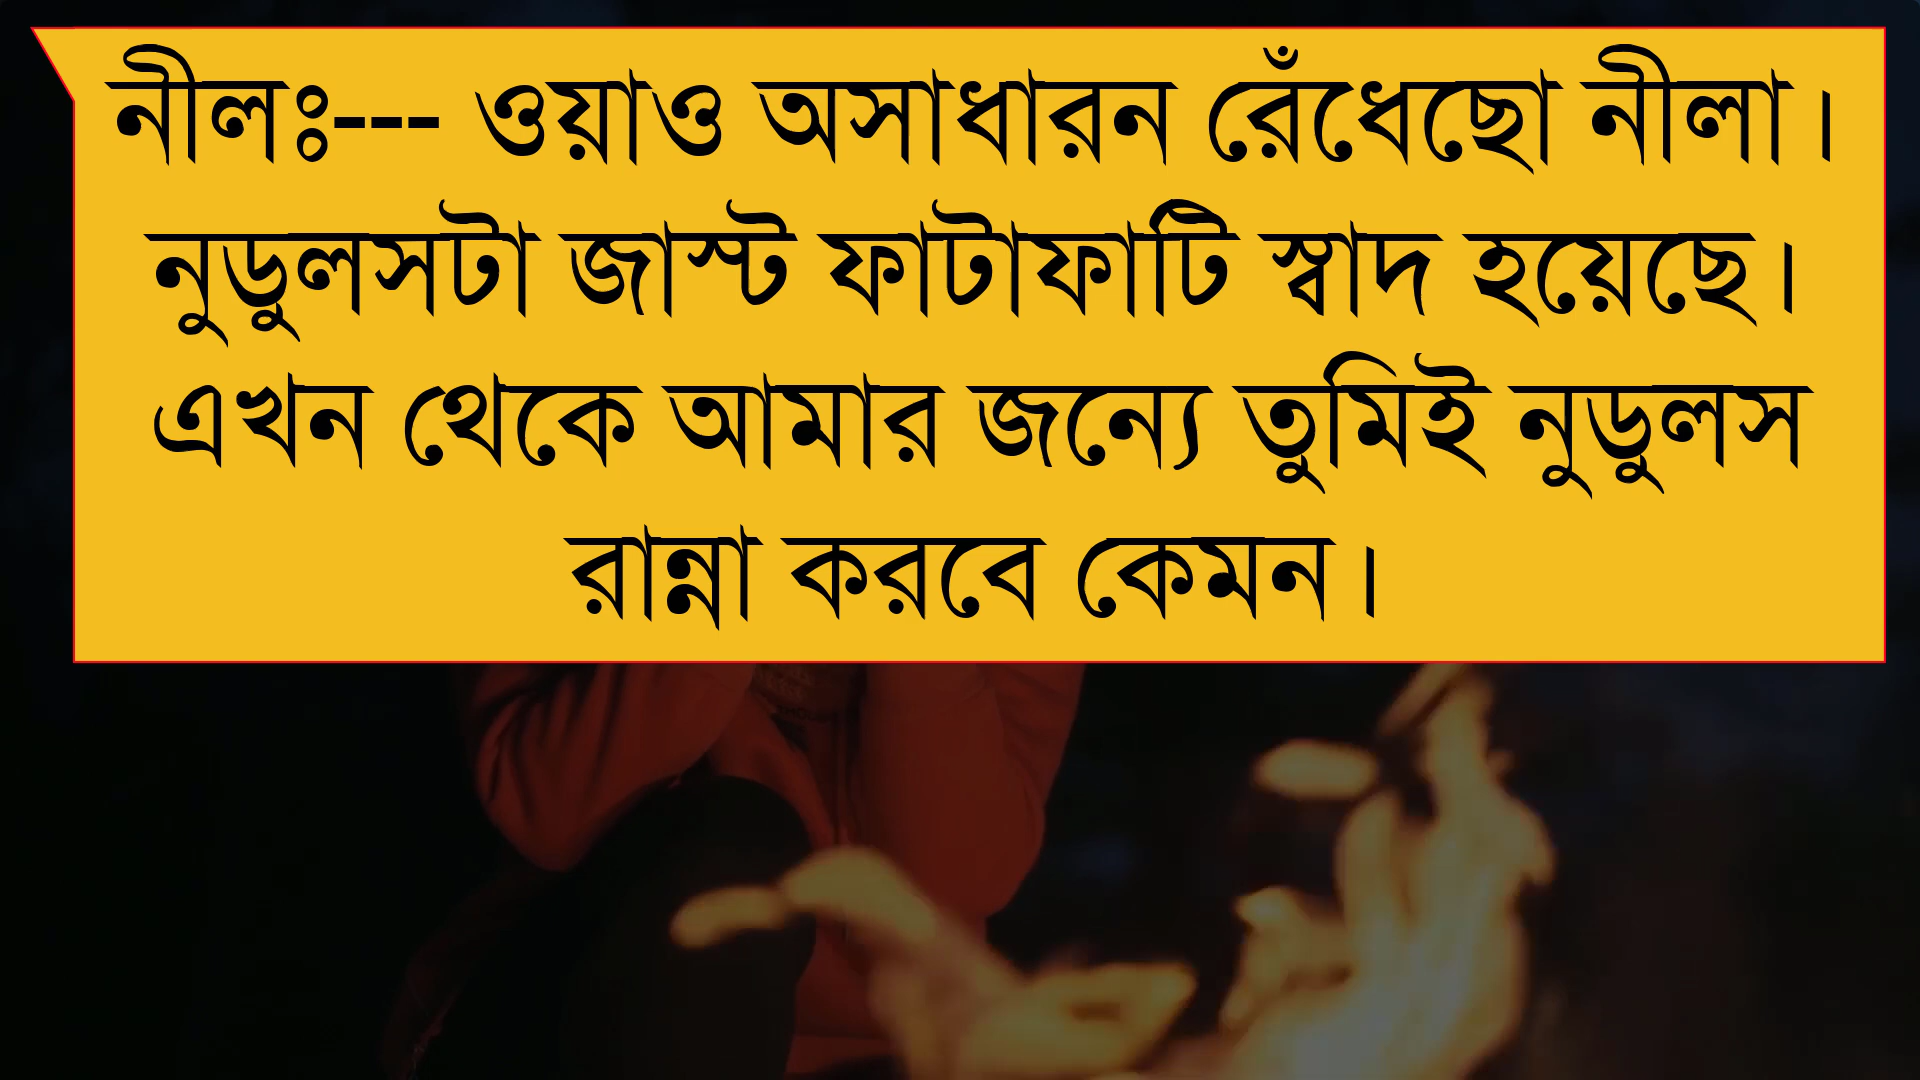 নীলঃ--- ওয়াও অসাধারন রেঁধেছো নীলা।
নুডুলসটা জাস্ট ফাটাফাটি স্বাদ হয়েছে।
এখন থেকে আমার জন্যে তুমিই নুডুলস
রান্না করবে কেমন।